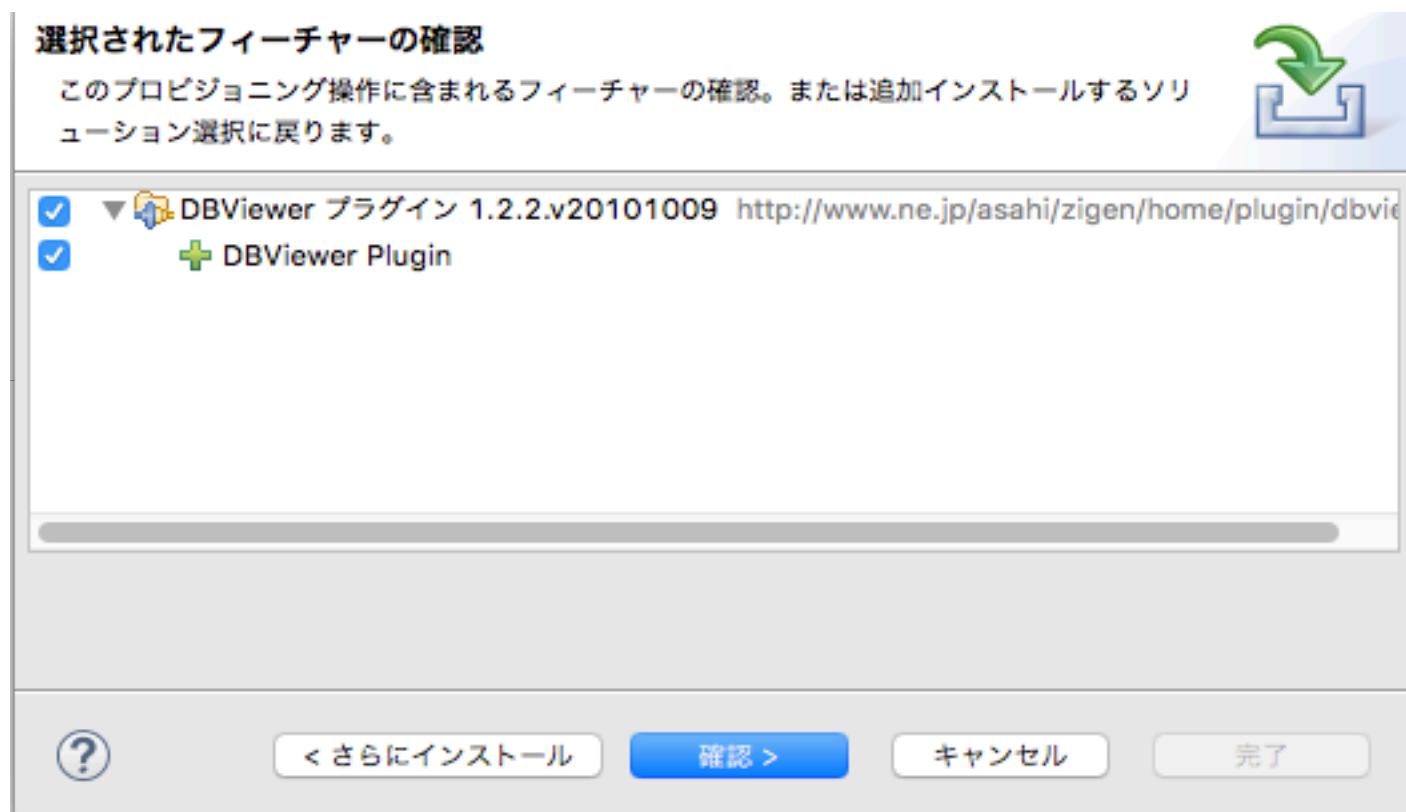 選択されたフィーチャーの確認
このプロビジョニング操作に含まれるフィーチャーの確認。または追加インストールするソリ
ューション選択に戻ります。
DBViewer プラグイン 1.2.2.v20101009 http://www.ne.jp/asahi/zigen/home/plugin/dbvie
DBViewer Plugin
?
< さらにインストール
確認 >
キャンセル
完了